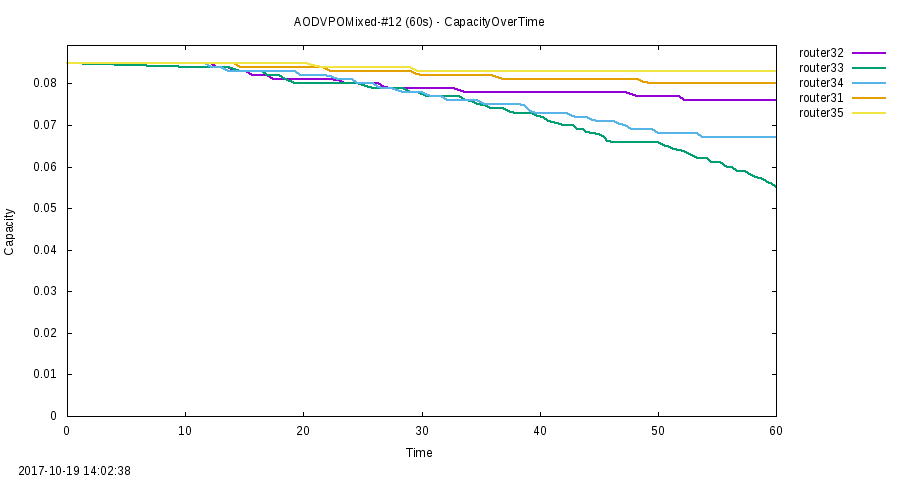 AODVPOMixed-#12 (60s) - CapacityOverTime
router32
router33
router34
router31
router35
0.08
0.07
0.06
0.05
0.04
0.03
0.02
0.01
0
Capacity
0 10 20 30 40 50 60
Time
2017-10-19 14:02:38